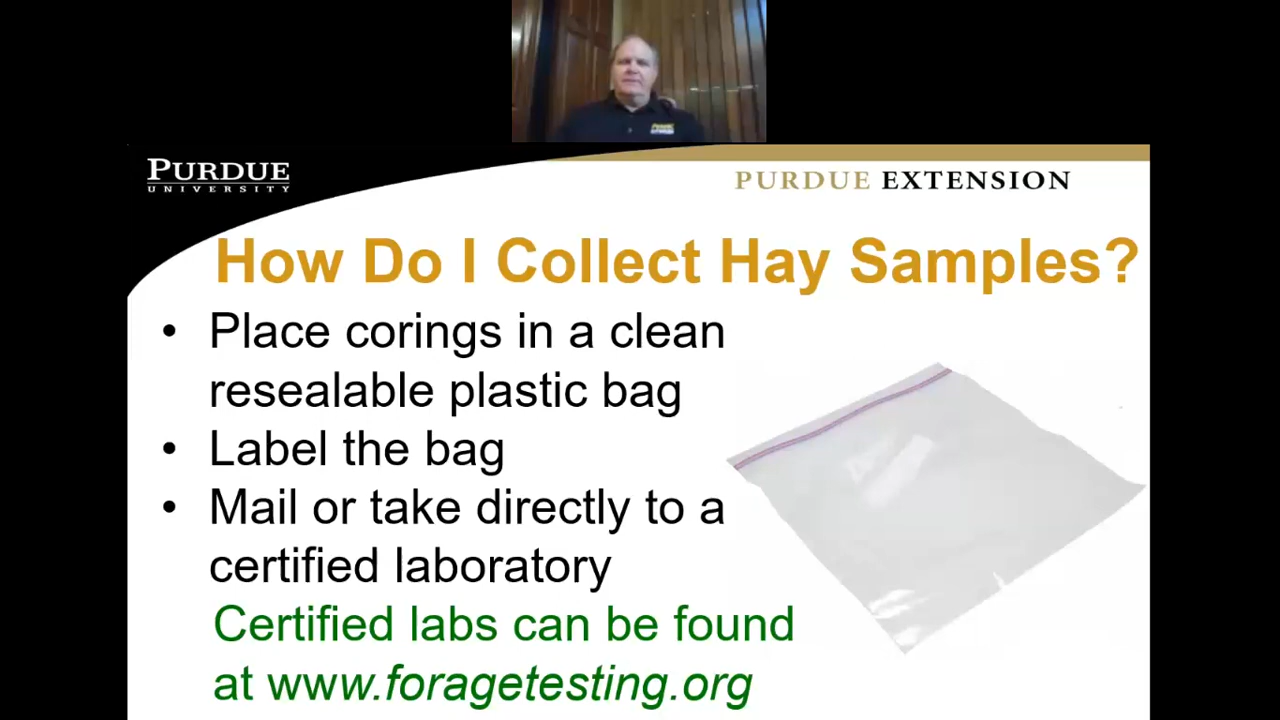 PURDUE
UNIVERSITY
PURDUE EXTENSION
How Do I Collect Hay Samples?
• Place corings in a clean
resealable plastic bag
• Label the bag
• Mail or take directly to a
certified laboratory
Certified labs can be found
at www.foragetesting.org